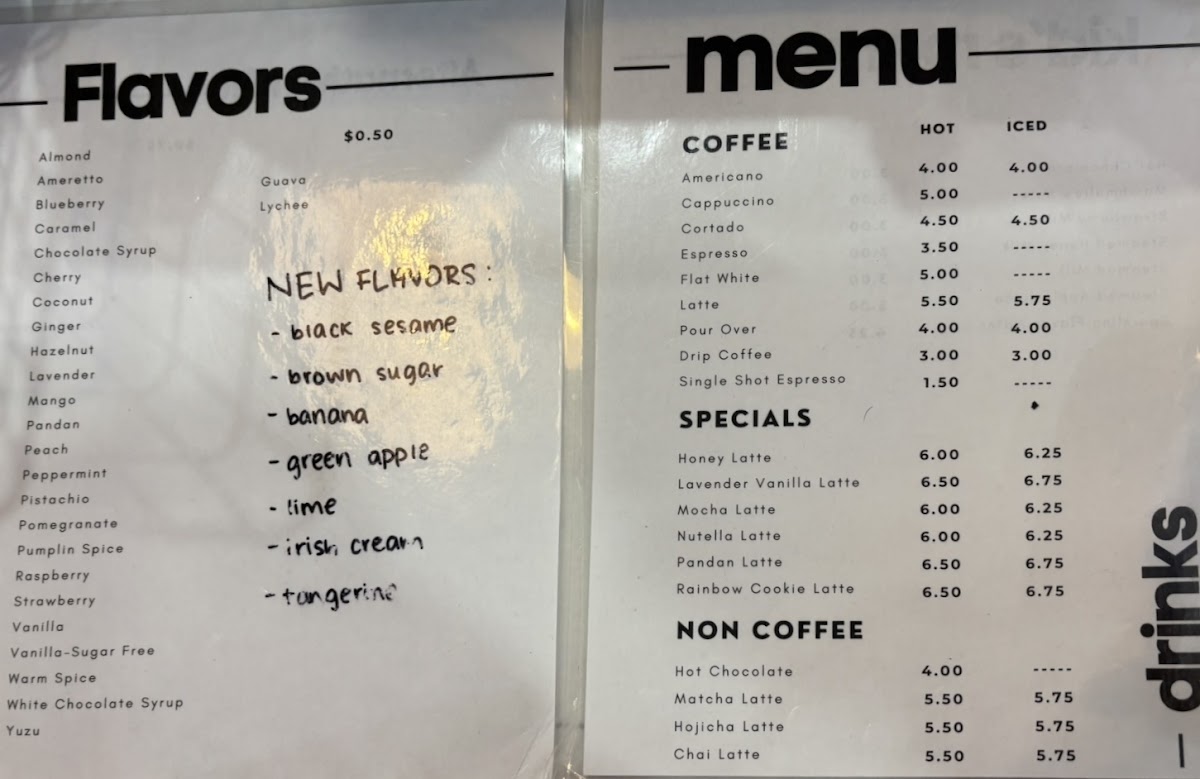 Flavors
$0.50
Almond
Ameretto
Blueberry
Caramel
Chocolate Syrup
Cherry
Coconut
Ginger
Hazelnut
Lavender
Mango
Pandan
Peach
Peppermint
Pistachio
Pomegranate
Pumplin Spice
Raspberry
Strawberry
Vanilla
Vanilla-Sugar Free
Warm Spice
White Chocolate Syrup
Yuzu
Guava
Lychee
NEW FLAVORS:
- black sesame
- brown sugar
- banana
- green apple
- lime
- irish cream
- tangerine
menu
COFFEE HOT ICED
Americano 4.00 4.00
Cappuccino 5.00 -----
Cortado 4.50 4.50
Espresso 3.50 -----
Flat White 5.00 -----
Latte 5.50 5.75
Pour Over 4.00 4.00
Drip Coffee 3.00 3.00
Single Shot Espresso 1.50 -----
SPECIALS
Honey Latte 6.00 6.25
Lavender Vanilla Latte 6.50 6.75
Mocha Latte 6.00 6.25
Nutella Latte 6.00 6.25
Pandan Latte 6.50 6.75
Rainbow Cookie Latte 6.50 6.75
NON COFFEE
Hot Chocolate 4.00 -----
Matcha Latte 5.50 5.75
Hojicha Latte 5.50 5.75
Chai Latte 5.50 5.75
drinks